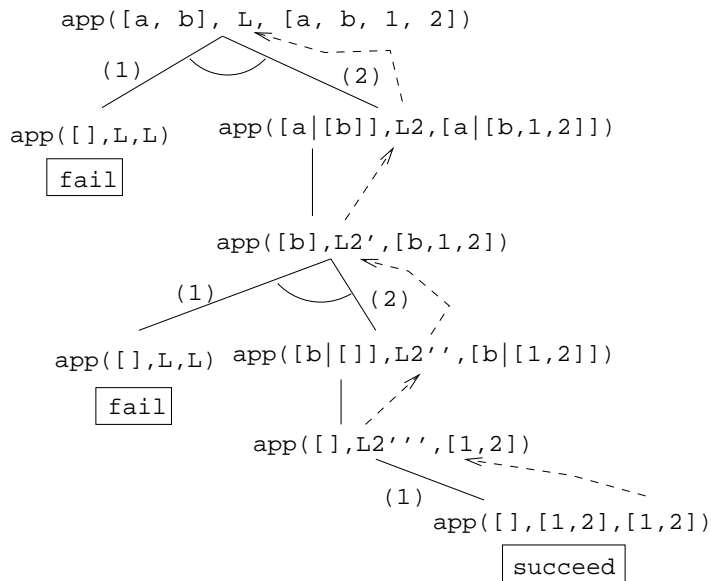 app([a, b], L, [a, b, 1, 2])
(1)
(2)
app([],L,L)
app([a|[b]],L2,[a|[b,1,2]])
fail
app([b],L2',[b,1,2])
(1)
(2)
app([],L,L)
app([b|[]],L2'',[b|[1,2]])
fail
app([],L2''',[1,2])
(1)
app([],[1,2],[1,2])
succeed